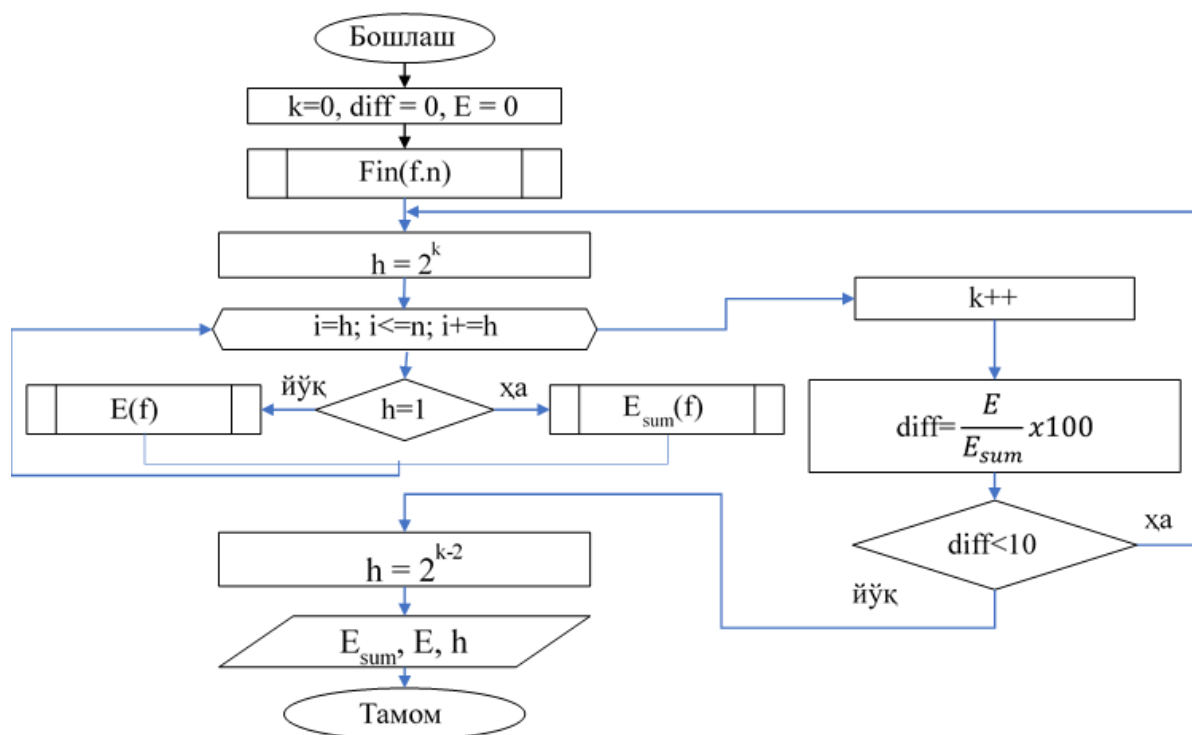 Бошлаш
k=0, diff = 0, E = 0
Fin(f.n)
h = 2^k
i=h; i<=n; i+=h
k++
йўқ
ҳа
E(f)
h=1
E_sum(f)
diff=E/E_sum x100
diff<10
ҳа
йўқ
h = 2^k-2
E_sum, E, h
Тамом